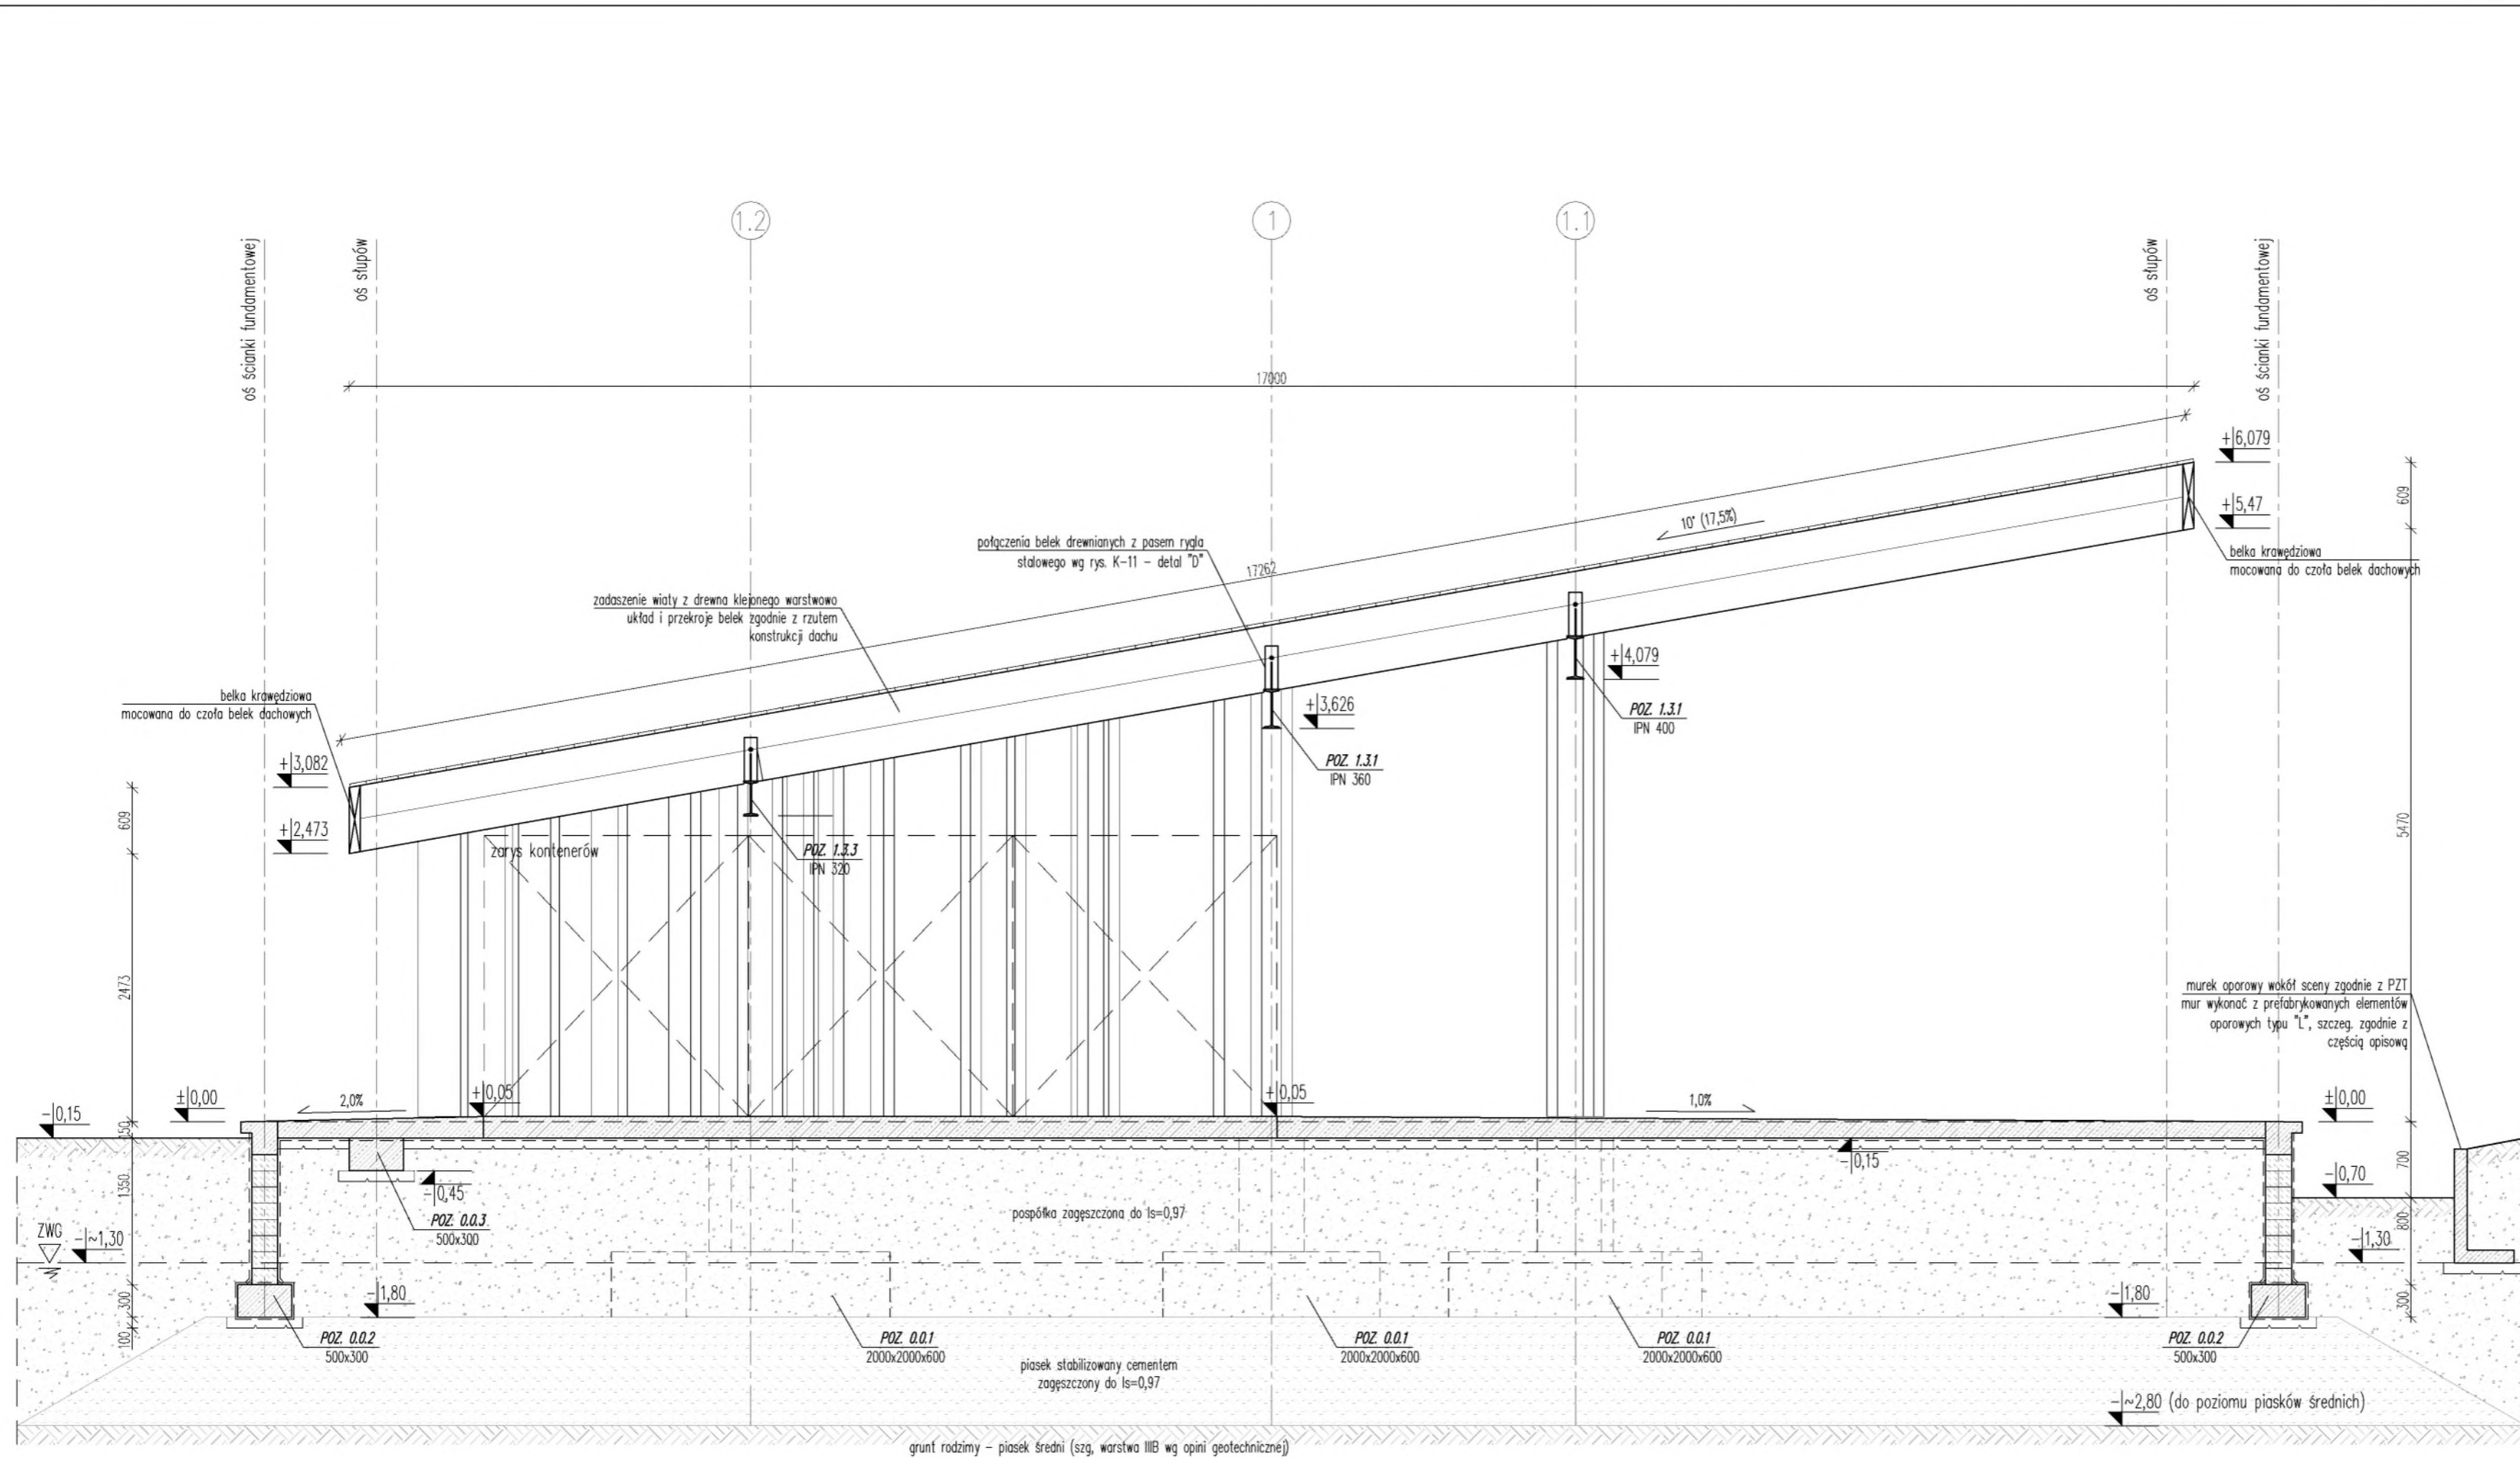 1.2
1
1.1
oś ścianki fundamentowej
oś słupów
oś słupów
oś ścianki fundamentowej
17000
+6,079
609
+5,47
10° (17,5%)
połączenia belek drewnianych z pasem rygla
stalowego wg rys. K-11 – detal "D"
17262
belka krawędziowa
mocowana do czoła belek dachowych
zadaszenie wiaty z drewna klejonego warstwowo
układ i przekroje belek zgodnie z rzutem
konstrukcji dachu
+4,079
belka krawędziowa
mocowana do czoła belek dachowych
+3,626
POZ. 1.3.1
IPN 400
+3,082
POZ. 1.3.1
IPN 360
609
+2,473
5470
zarys kontenerów
POZ. 1.3.3
IPN 320
2473
murek oporowy wokół sceny zgodnie z PZT
mur wykonać z prefabrykowanych elementów
oporowych typu "L", szczeg. zgodnie z
częścią opisową
-0,15
±0,00
2,0%
+0,05
+0,05
1,0%
±0,00
150
-0,15
700
1350
-0,45
-0,70
POZ. 0.0.3
500x300
pospółka zagęszczona do Is=0,97
800
ZWG
-~1,30
-1,30
300
-1,80
-1,80
300
100
POZ. 0.0.2
500x300
POZ. 0.0.1
2000x2000x600
POZ. 0.0.1
2000x2000x600
POZ. 0.0.1
2000x2000x600
POZ. 0.0.2
500x300
piasek stabilizowany cementem
zagęszczony do Is=0,97
-~2,80 (do poziomu piasków średnich)
grunt rodzimy – piasek średni (szg, warstwa IIIB wg opini geotechnicznej)